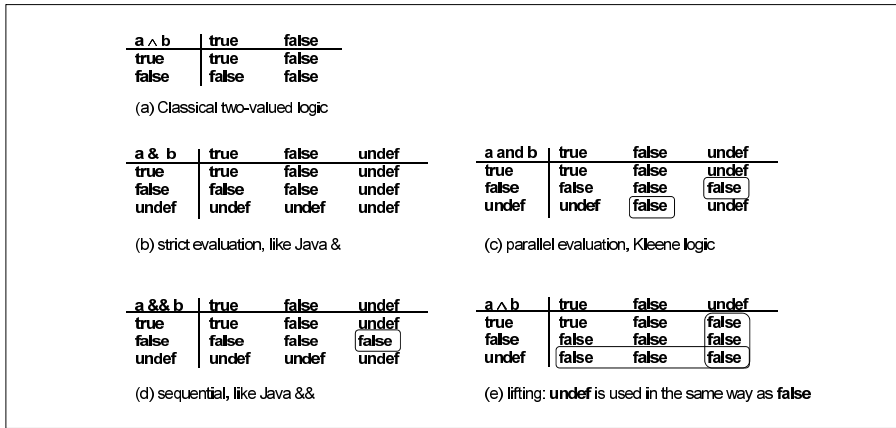 a ∧ b true false
true true false
false false false
(a) Classical two-valued logic
a & b true false undef
true true false undef
false false false undef
undef undef undef undef
(b) strict evaluation, like Java &
a and b true false undef
true true false undef
false false false false
undef undef false undef
(c) parallel evaluation, Kleene logic
a && b true false undef
true true false undef
false false false false
undef undef undef undef
(d) sequential, like Java &&
a ∧ b true false undef
true true false false
false false false false
undef false false false
(e) lifting: undef is used in the same way as false